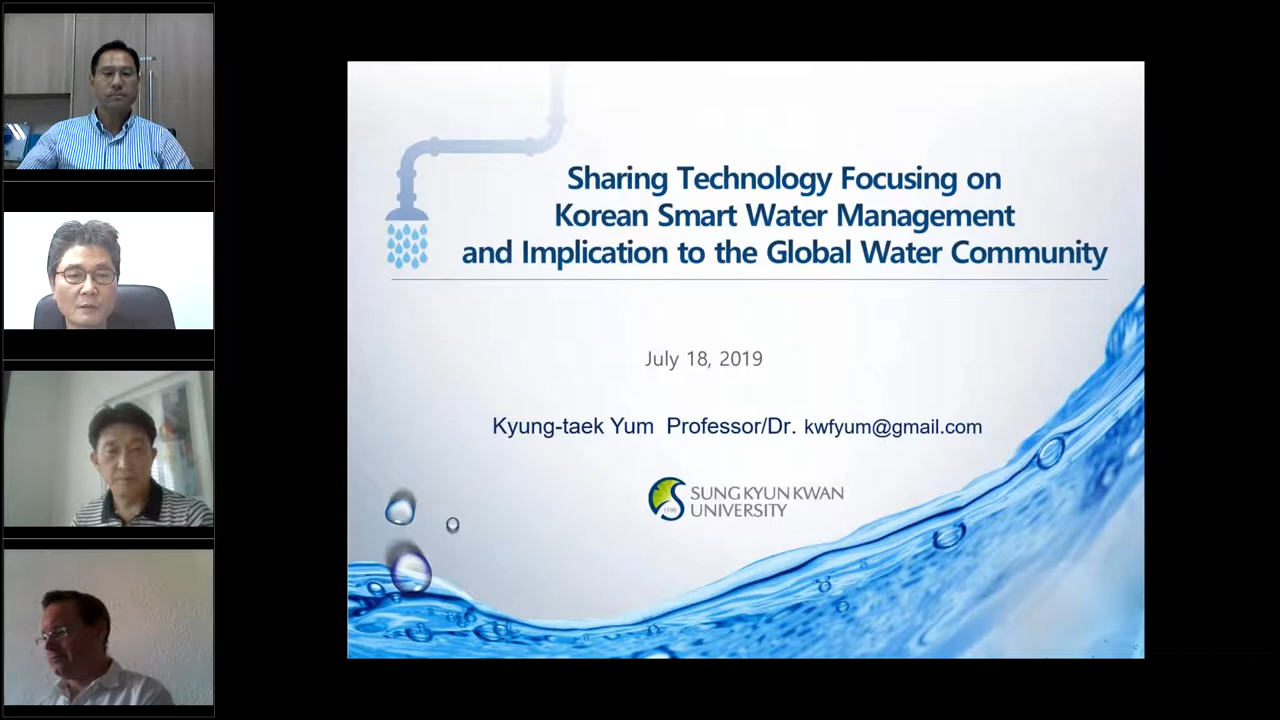 Sharing Technology Focusing on
Korean Smart Water Management
and Implication to the Global Water Community
July 18, 2019
Kyung-taek Yum Professor/Dr. kwfyum@gmail.com
1398
SUNG KYUN KWAN
UNIVERSITY